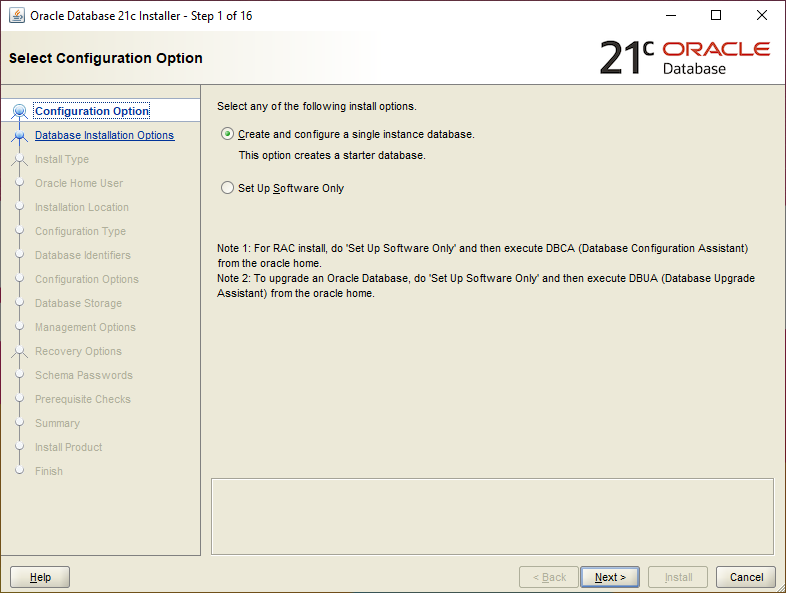 Oracle Database 21c Installer - Step 1 of 16
Select Configuration Option
21c ORACLE
Database
Configuration Option
Database Installation Options
Install Type
Oracle Home User
Installation Location
Configuration Type
Database Identifiers
Configuration Options
Database Storage
Management Options
Recovery Options
Schema Passwords
Prerequisite Checks
Summary
Install Product
Finish
Select any of the following install options.
Create and configure a single instance database.
This option creates a starter database.
Set Up Software Only
Note 1: For RAC install, do 'Set Up Software Only' and then execute DBCA (Database Configuration Assistant)
from the oracle home.
Note 2: To upgrade an Oracle Database, do 'Set Up Software Only' and then execute DBUA (Database Upgrade
Assistant) from the oracle home.
Help
< Back
Next >
Install
Cancel